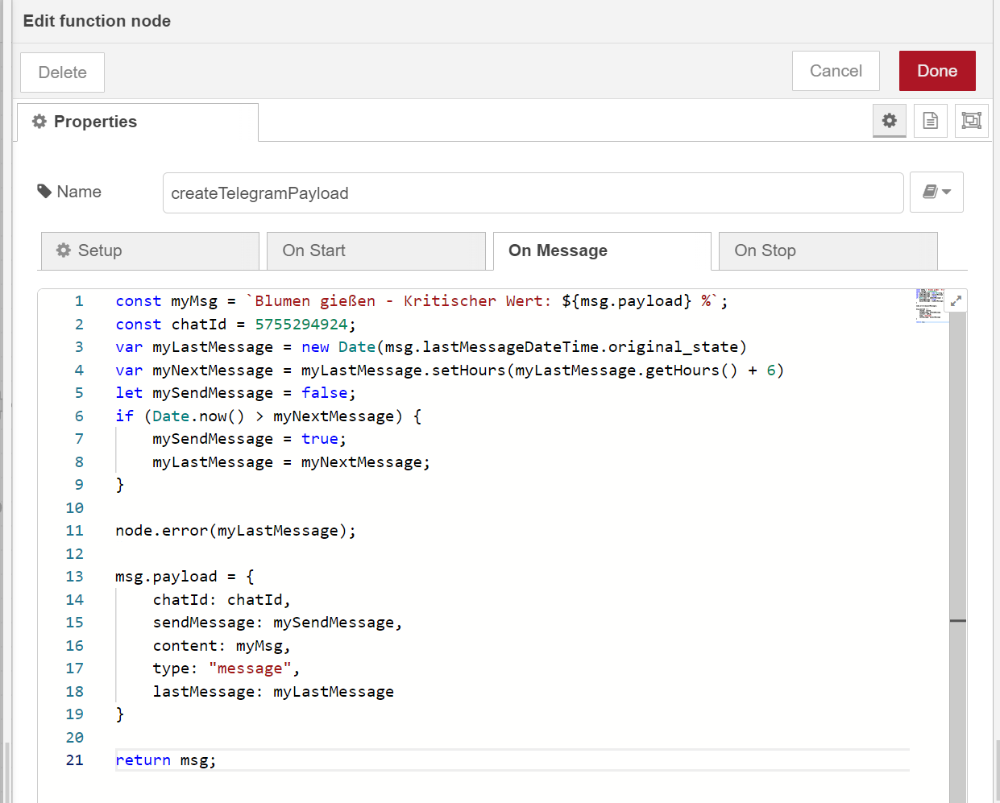 Edit function node
Delete
Cancel
Done
Properties
Name
createTelegramPayload
Setup
On Start
On Message
On Stop
1 const myMsg = `Blumen gießen - Kritischer Wert: ${msg.payload} %`;
2 const chatId = 5755294924;
3 var myLastMessage = new Date(msg.lastMessageDateTime.original_state)
4 var myNextMessage = myLastMessage.setHours(myLastMessage.getHours() + 6)
5 let mySendMessage = false;
6 if (Date.now() > myNextMessage) {
7     mySendMessage = true;
8     myLastMessage = myNextMessage;
9 }
10
11 node.error(myLastMessage);
12
13 msg.payload = {
14     chatId: chatId,
15     sendMessage: mySendMessage,
16     content: myMsg,
17     type: "message",
18     lastMessage: myLastMessage
19 }
20
21 return msg;